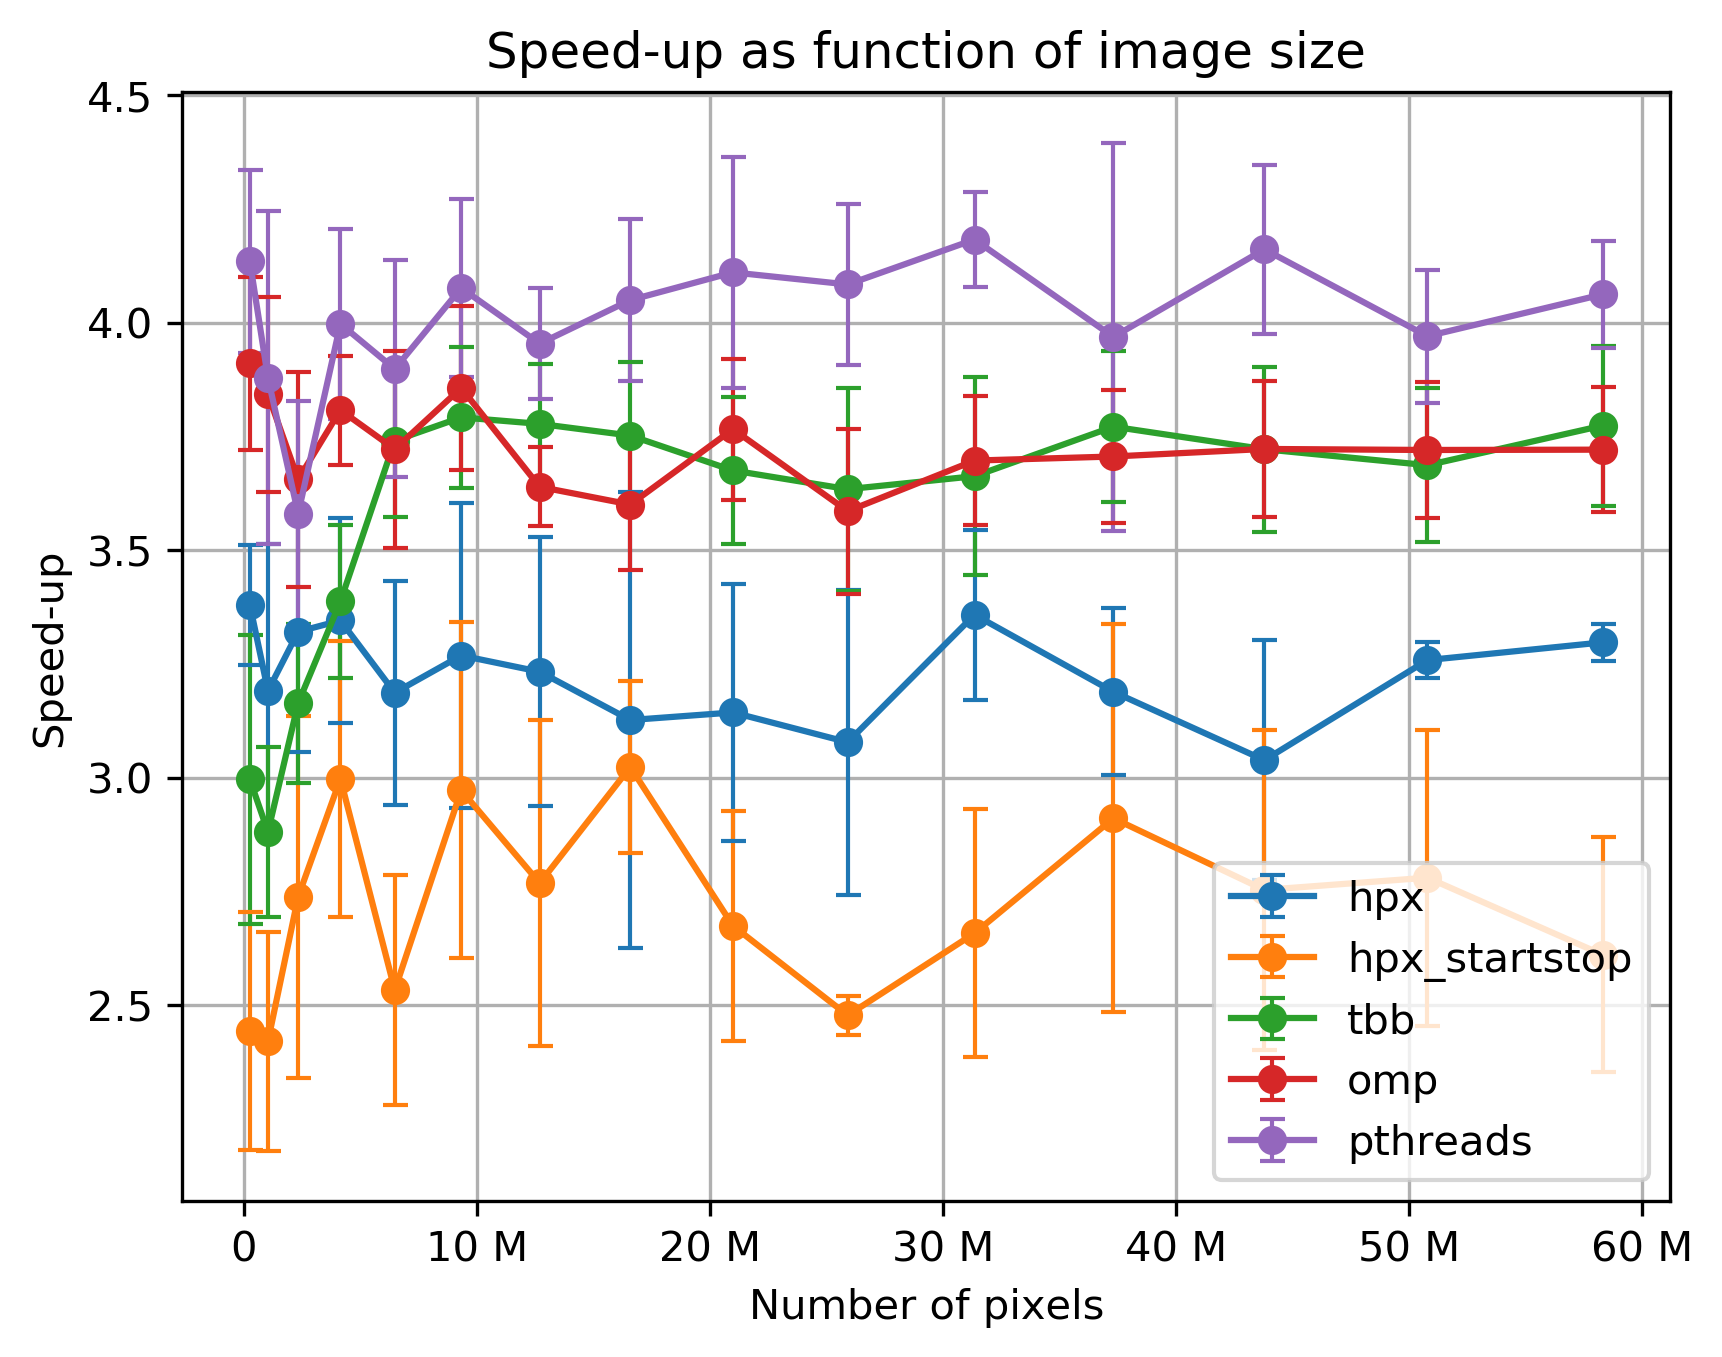 Speed-up as function of image size
4.5
4.0
3.5
3.0
2.5
Speed-up
hpx
hpx_startstop
tbb
omp
pthreads
0 10 M 20 M 30 M 40 M 50 M 60 M
Number of pixels